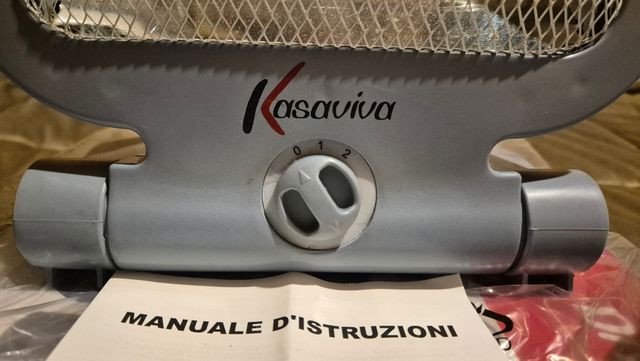 Kasaviva
0 1 2
MANUALE D'ISTRUZIONI